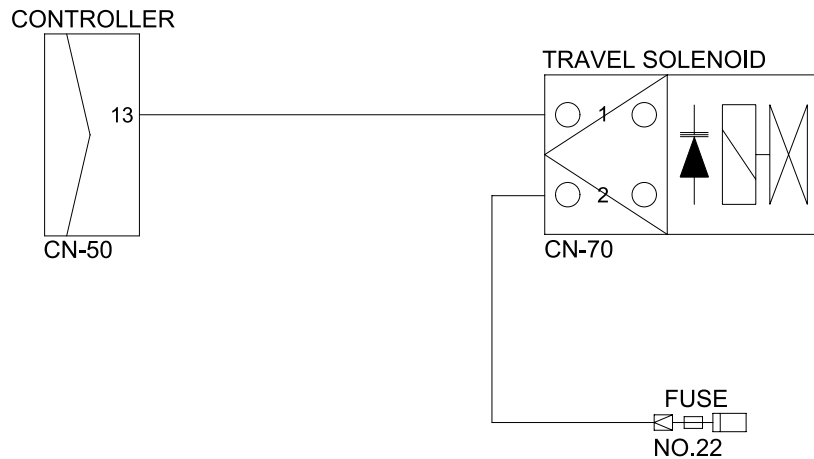 CONTROLLER
13
CN-50
TRAVEL SOLENOID
1
2
CN-70
FUSE
NO.22